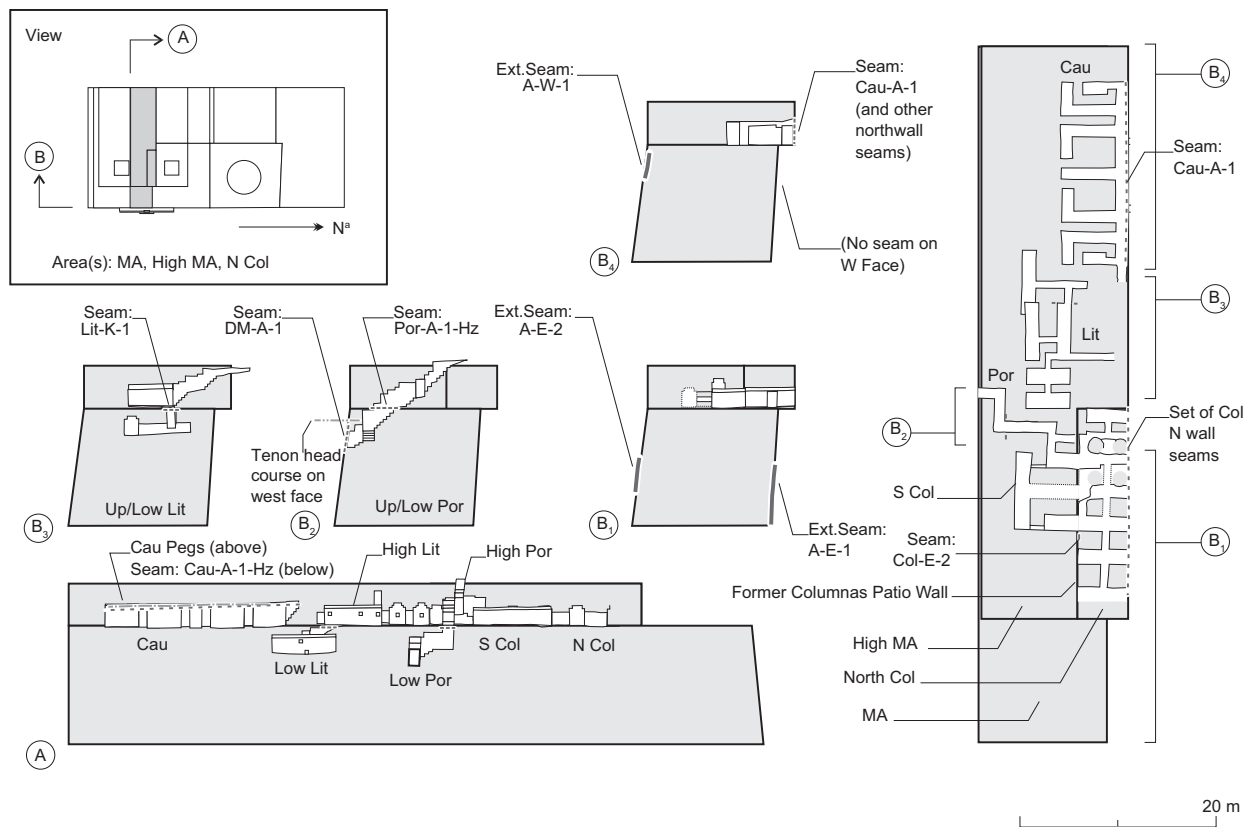 View
A
B
Nª
Area(s): MA, High MA, N Col
Ext.Seam:
A-W-1
Seam:
Cau-A-1
(and other
northwall
seams)
(No seam on
W Face)
B4
Seam:
Lit-K-1
Up/Low Lit
B3
Seam:
DM-A-1
Seam:
Por-A-1-Hz
Tenon head
course on
west face
Up/Low Por
B2
Ext.Seam:
A-E-2
Ext.Seam:
A-E-1
B1
Cau Pegs (above)
Seam: Cau-A-1-Hz (below)
High Lit
High Por
Cau
Low Lit
Low Por
S Col
N Col
A
Cau
B4
Seam:
Cau-A-1
B3
Lit
Por
B2
Set of Col
N wall
seams
S Col
Seam:
Col-E-2
B1
Former Columnas Patio Wall
High MA
North Col
MA
20 m